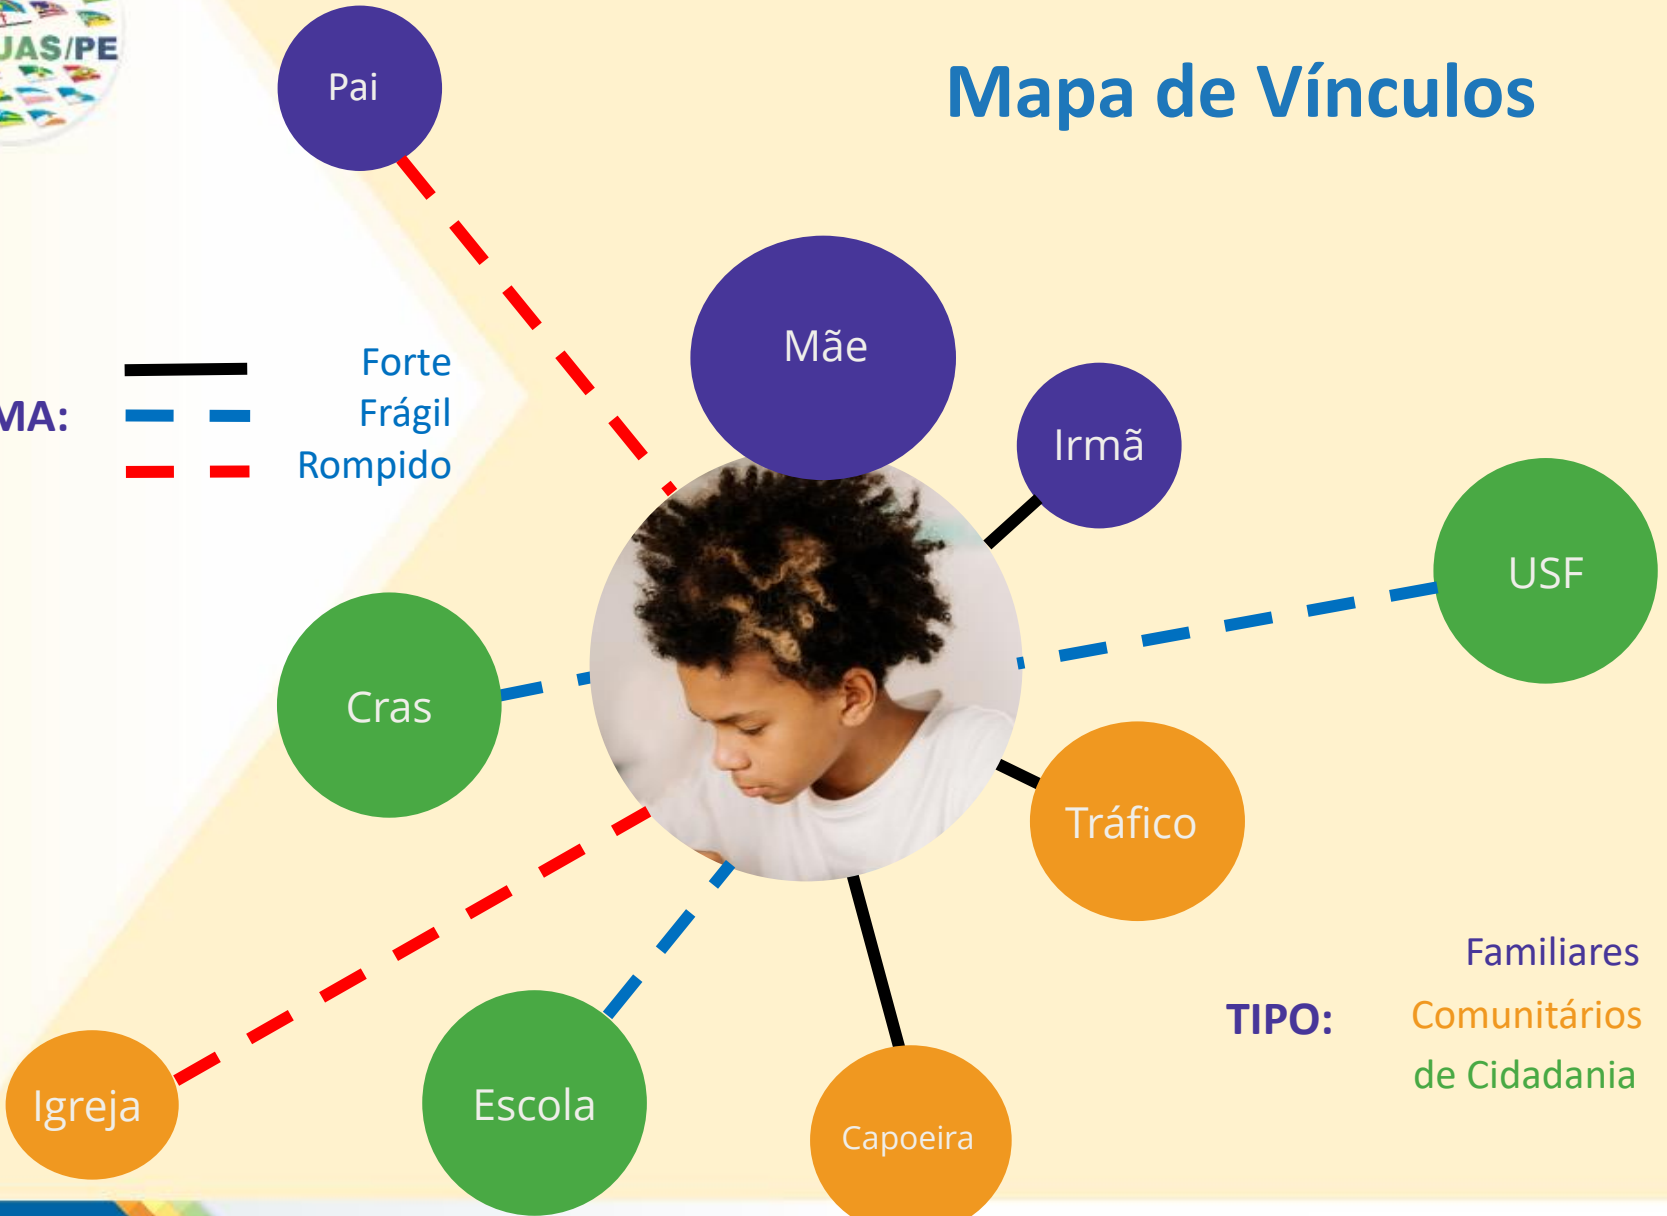 UAS/PE
Pai
Mapa de Vínculos
Mãe
Forte
MA:
Frágil
Rompido
Irmã
USF
Cras
Tráfico
Familiares
TIPO:
Comunitários
de Cidadania
Igreja
Escola
Capoeira